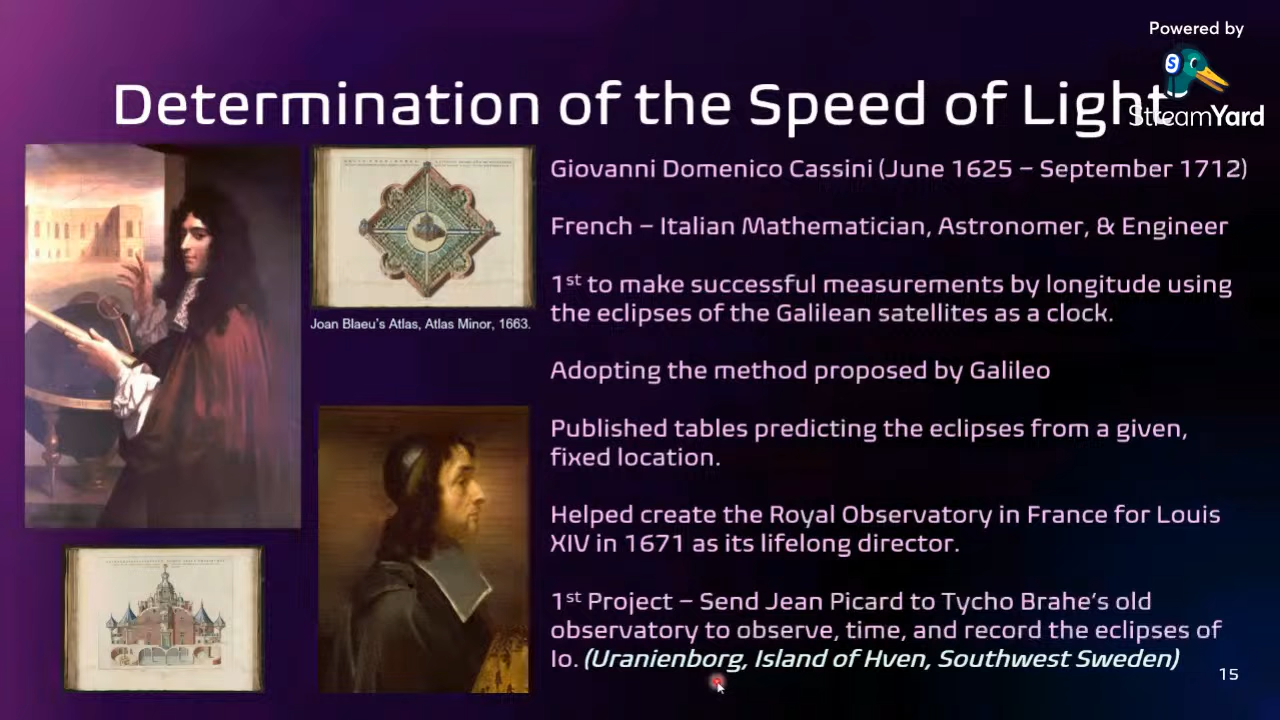 Powered by
StreamYard
Determination of the Speed of Light
Giovanni Domenico Cassini (June 1625 – September 1712)
French – Italian Mathematician, Astronomer, & Engineer
1st to make successful measurements by longitude using
the eclipses of the Galilean satellites as a clock.
Joan Blaeu's Atlas, Atlas Minor, 1663.
Adopting the method proposed by Galileo
Published tables predicting the eclipses from a given,
fixed location.
Helped create the Royal Observatory in France for Louis
XIV in 1671 as its lifelong director.
1st Project – Send Jean Picard to Tycho Brahe's old
observatory to observe, time, and record the eclipses of
Io. (Uranienborg, Island of Hven, Southwest Sweden)
15